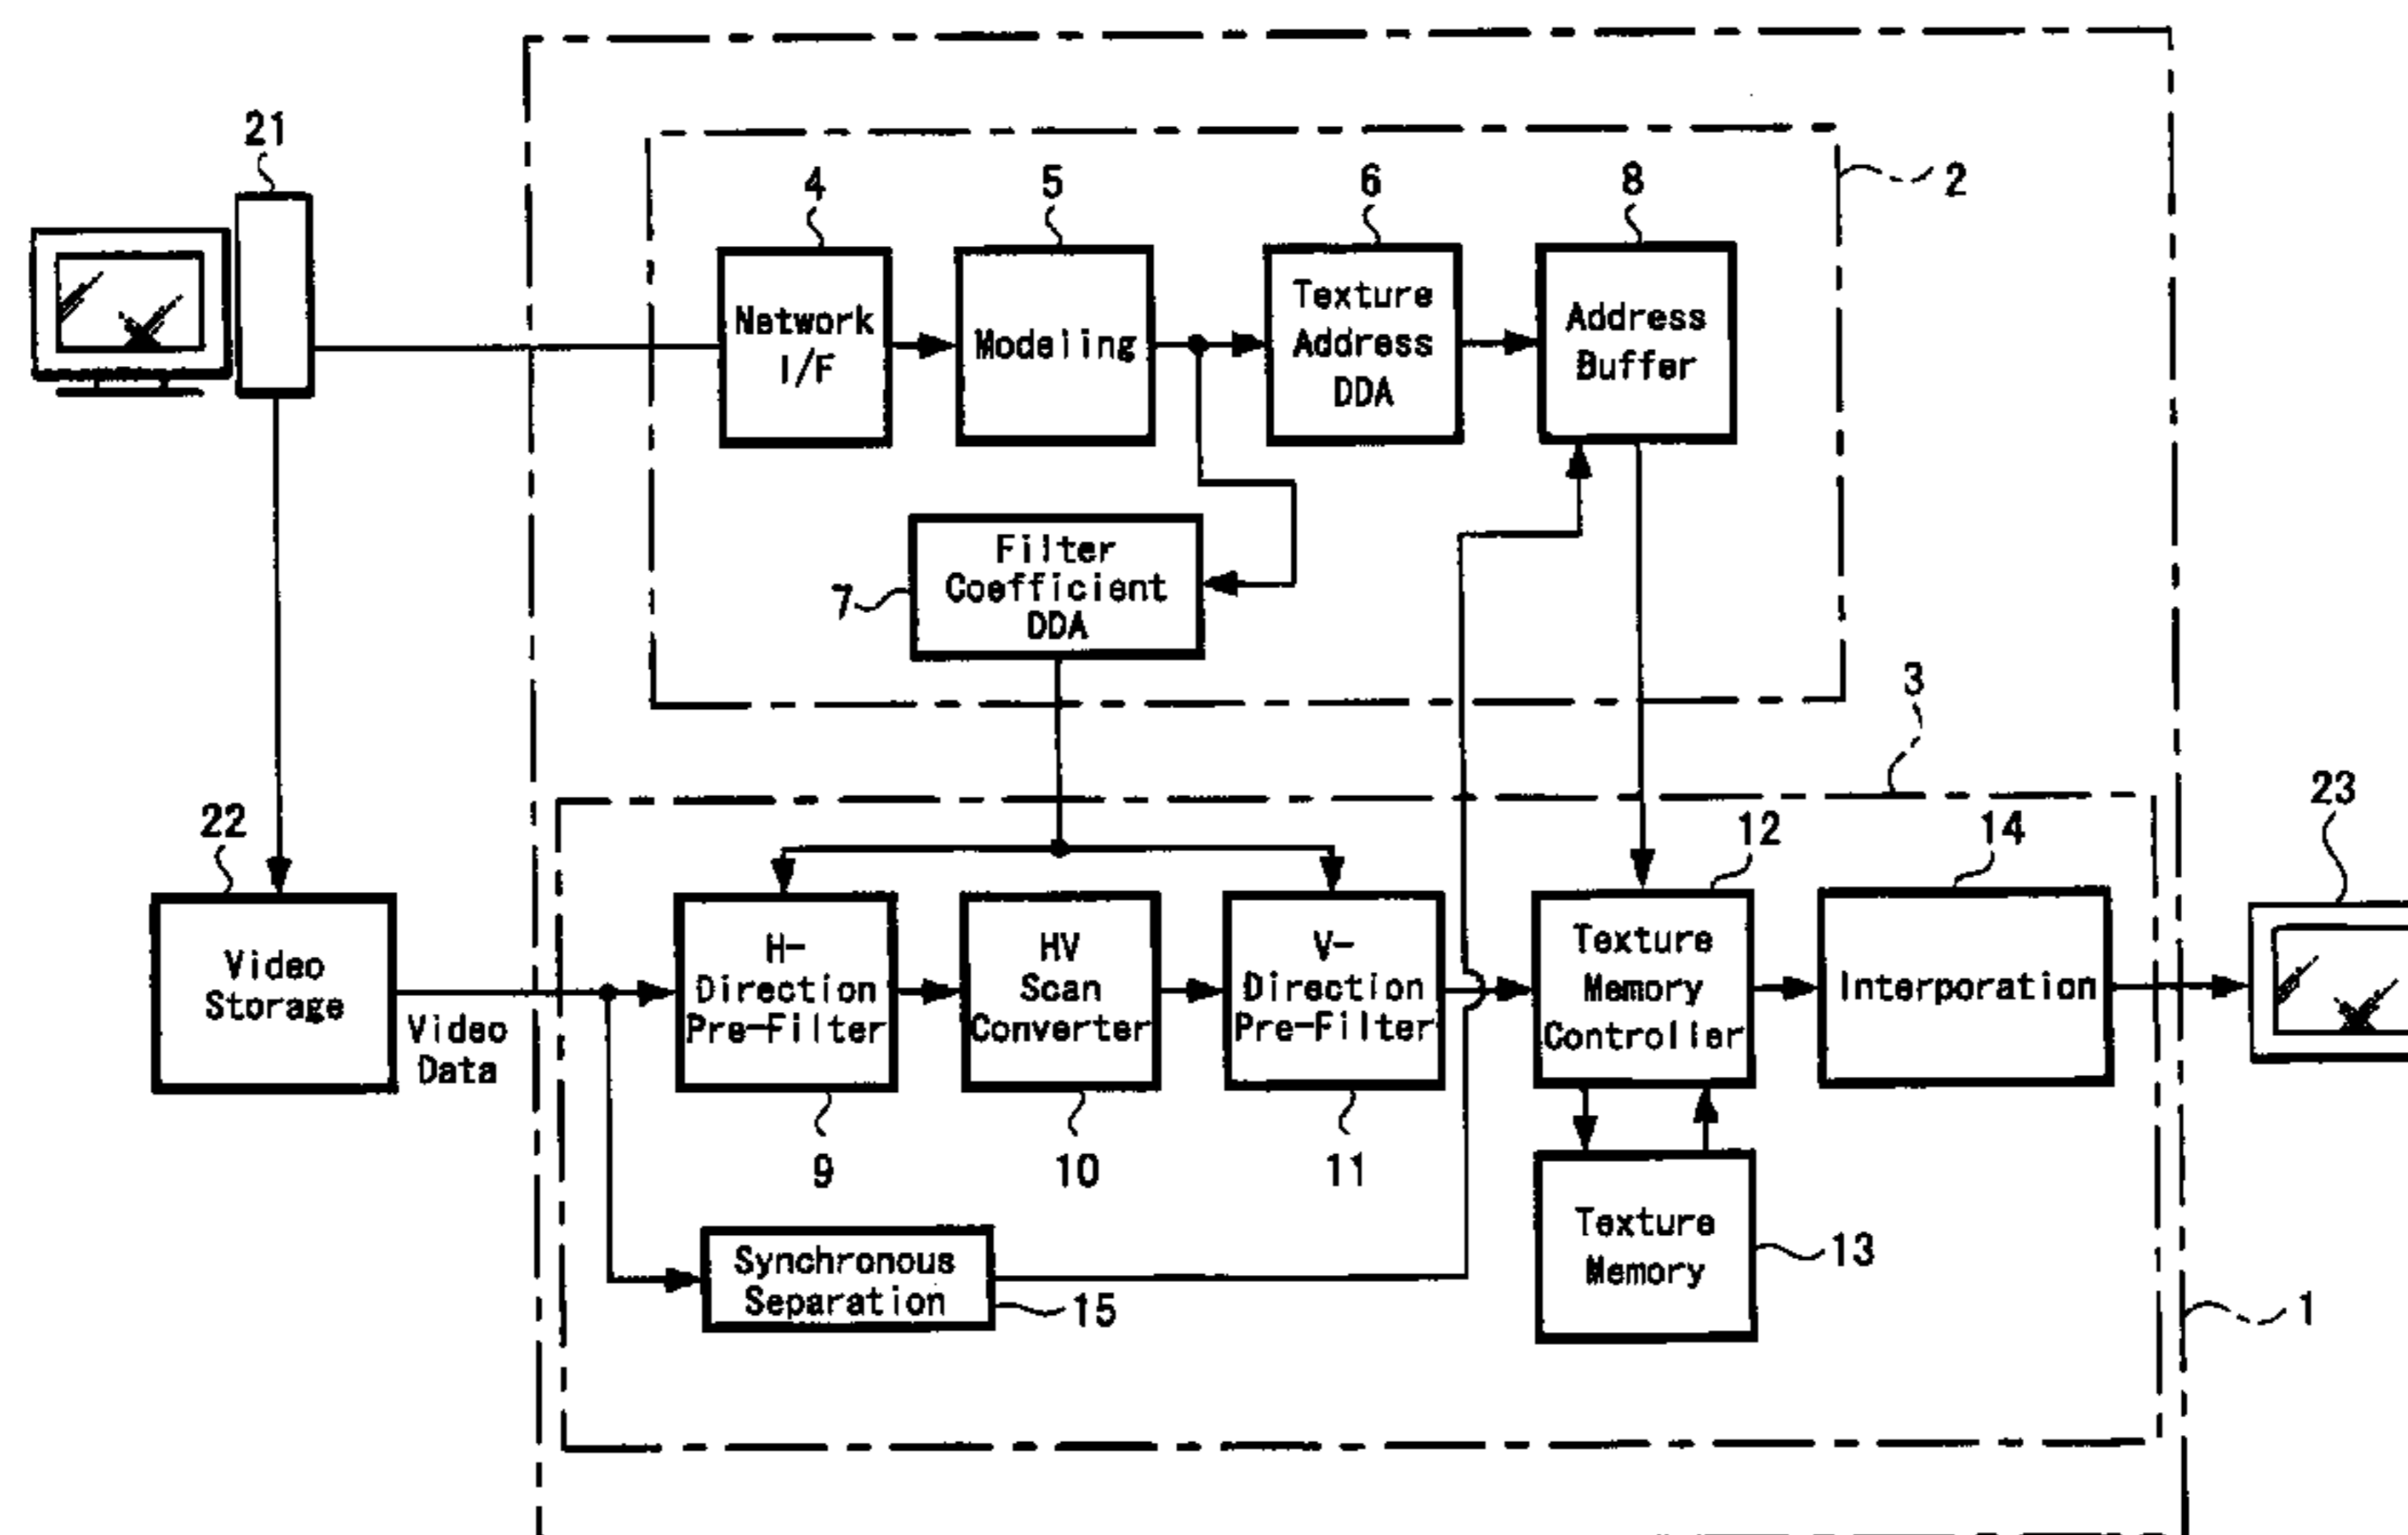 21
4
5
6
8
2
Network
I/F
Modeling
Texture
Address
DDA
Address
Buffer
7
Filter
Coefficient
DDA
3
22
12
14
23
Video
Storage
Video
Data
H-
Direction
Pre-Filter
HV
Scan
Converter
V-
Direction
Pre-Filter
Texture
Memory
Controller
Interporation
9
10
11
Synchronous
Separation
15
Texture
Memory
13
1